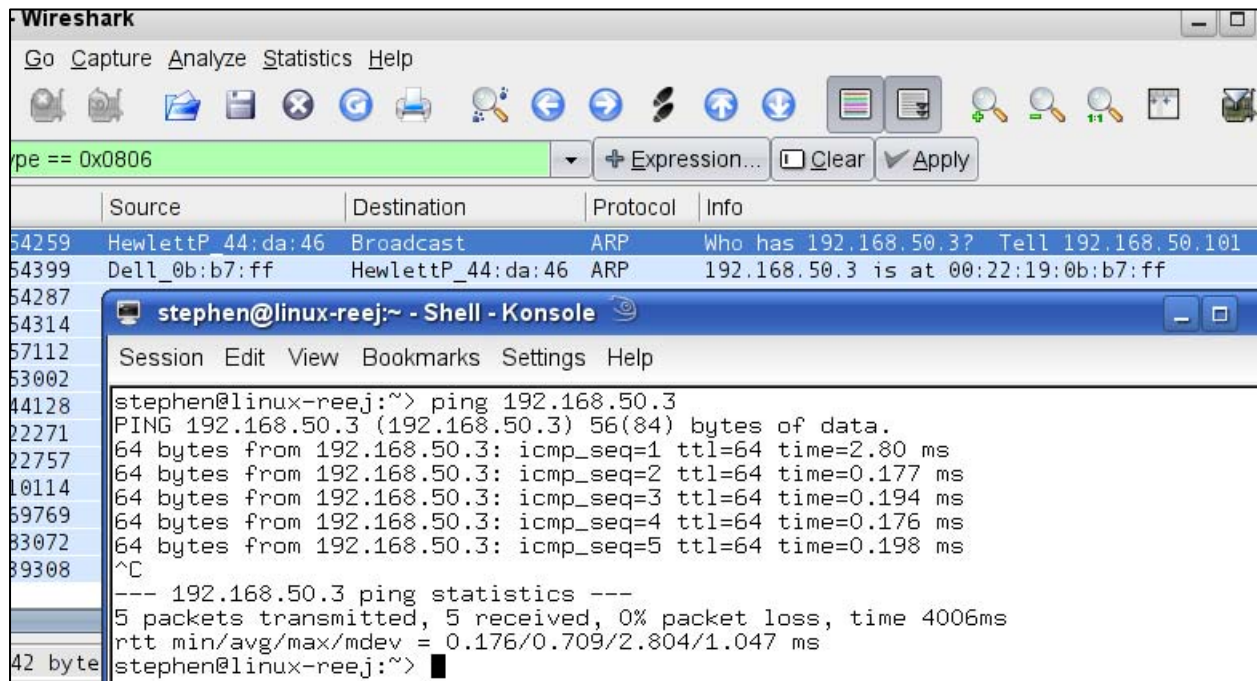 - Wireshark
Go Capture Analyze Statistics Help
1:1
pe == 0x0806 Expression... Clear Apply
Source Destination Protocol Info
54259 HewlettP_44:da:46 Broadcast ARP Who has 192.168.50.3? Tell 192.168.50.101
54399 Dell_0b:b7:ff HewlettP_44:da:46 ARP 192.168.50.3 is at 00:22:19:0b:b7:ff
54287
54314
57112
53002
44128
22271
22757
10114
59769
33072
39308
42 byte
stephen@linux-reej:~ - Shell - Konsole
Session Edit View Bookmarks Settings Help
stephen@linux-reej:~> ping 192.168.50.3
PING 192.168.50.3 (192.168.50.3) 56(84) bytes of data.
64 bytes from 192.168.50.3: icmp_seq=1 ttl=64 time=2.80 ms
64 bytes from 192.168.50.3: icmp_seq=2 ttl=64 time=0.177 ms
64 bytes from 192.168.50.3: icmp_seq=3 ttl=64 time=0.194 ms
64 bytes from 192.168.50.3: icmp_seq=4 ttl=64 time=0.176 ms
64 bytes from 192.168.50.3: icmp_seq=5 ttl=64 time=0.198 ms
^C
--- 192.168.50.3 ping statistics ---
5 packets transmitted, 5 received, 0% packet loss, time 4006ms
rtt min/avg/max/mdev = 0.176/0.709/2.804/1.047 ms
stephen@linux-reej:~>